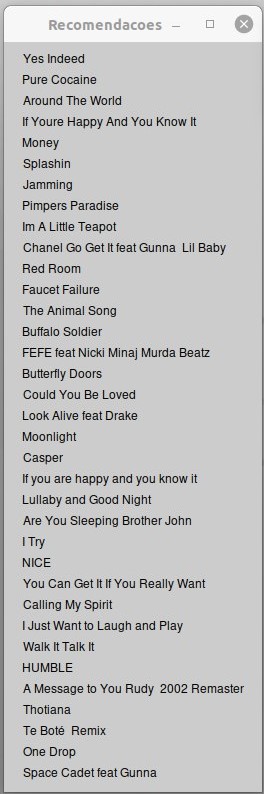 Recomendacoes
Yes Indeed
Pure Cocaine
Around The World
If Youre Happy And You Know It
Money
Splashin
Jamming
Pimpers Paradise
Im A Little Teapot
Chanel Go Get It feat Gunna  Lil Baby
Red Room
Faucet Failure
The Animal Song
Buffalo Soldier
FEFE feat Nicki Minaj Murda Beatz
Butterfly Doors
Could You Be Loved
Look Alive feat Drake
Moonlight
Casper
If you are happy and you know it
Lullaby and Good Night
Are You Sleeping Brother John
I Try
NICE
You Can Get It If You Really Want
Calling My Spirit
I Just Want to Laugh and Play
Walk It Talk It
HUMBLE
A Message to You Rudy  2002 Remaster
Thotiana
Te Boté  Remix
One Drop
Space Cadet feat Gunna